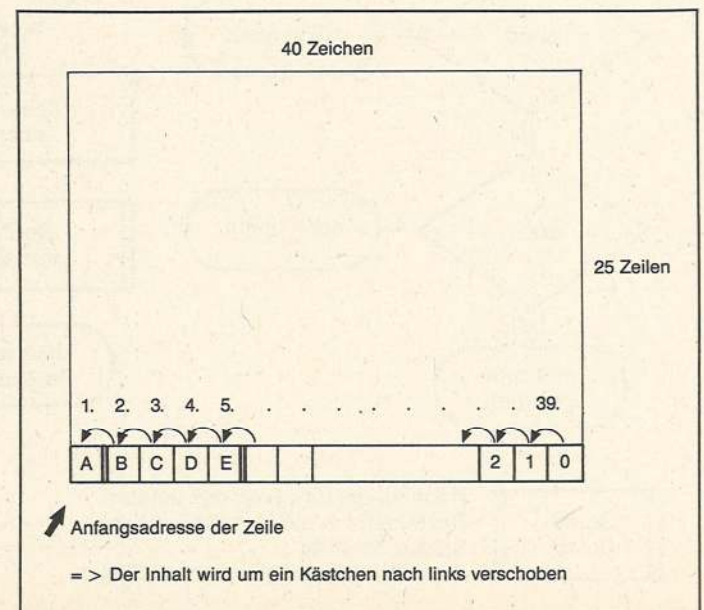 40 Zeichen
25 Zeilen
1. 2. 3. 4. 5. . . . . . . . . . 39.
A B C D E 2 1 0
Anfangsadresse der Zeile
= > Der Inhalt wird um ein Kästchen nach links verschoben